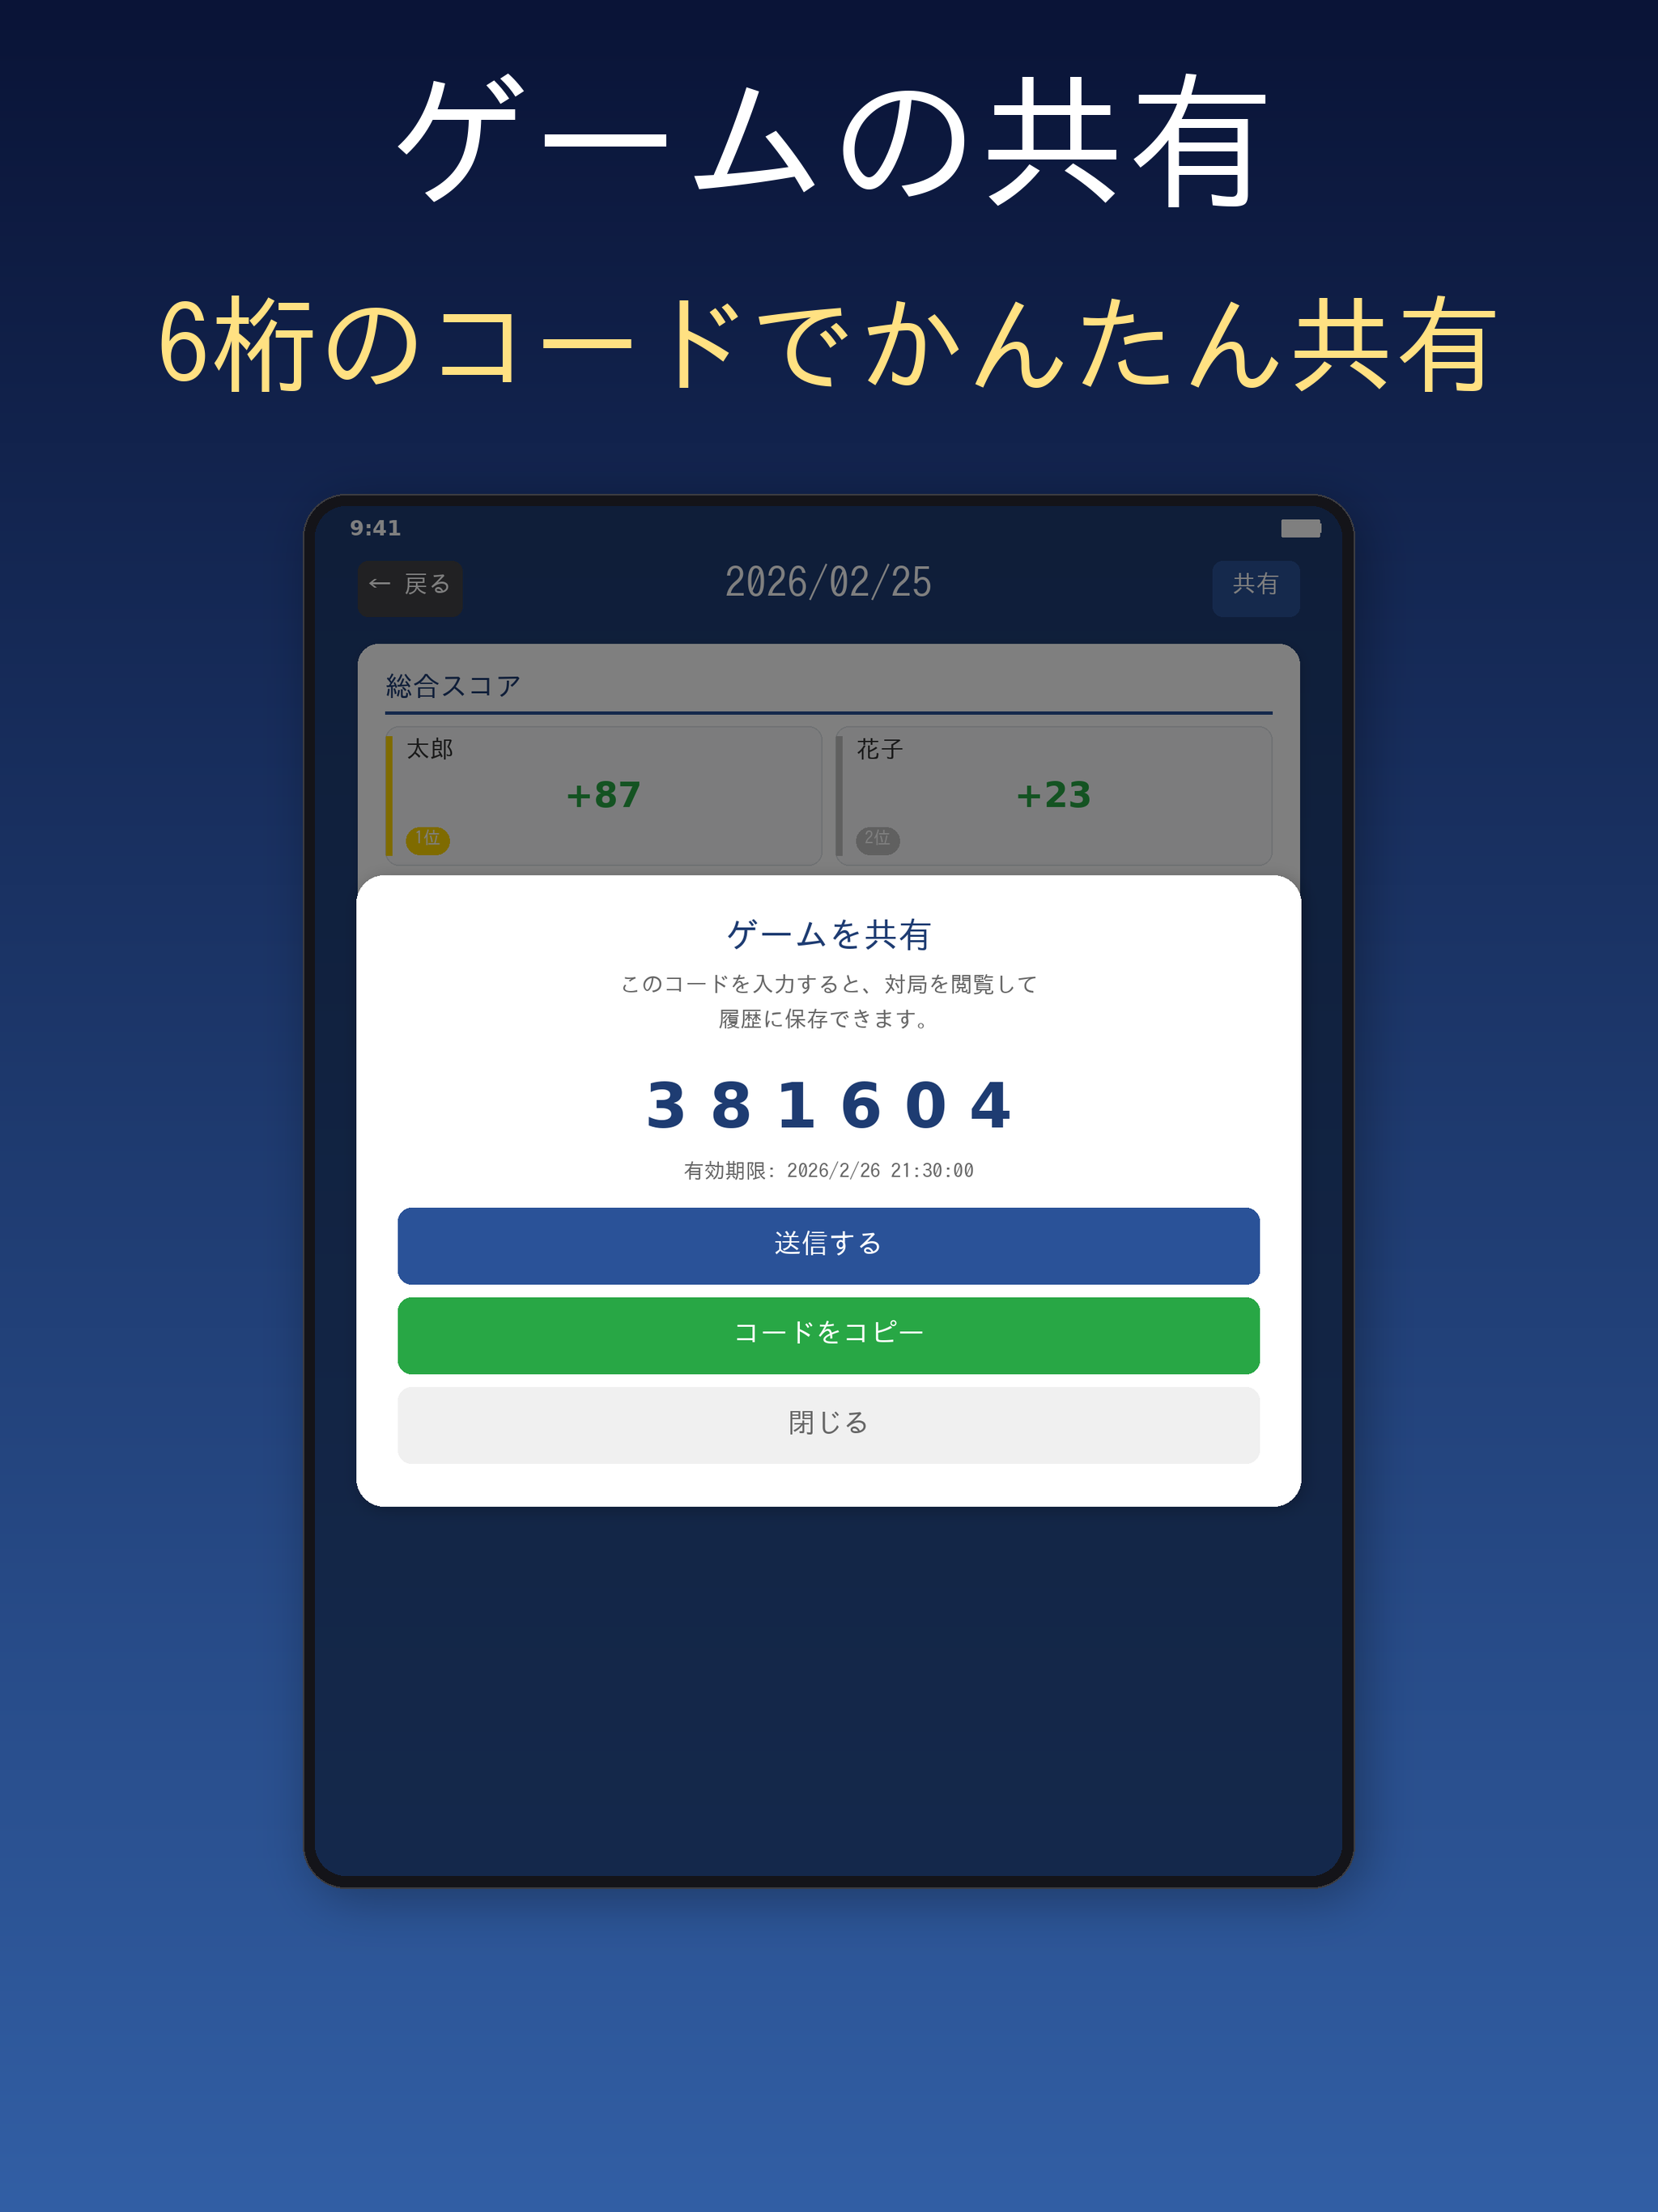 ゲームの共有
6桁のコードでかんたん共有
9:41
← 戻る
2026/02/25
共有
総合スコア
太郎
花子
+87
+23
1位
2位
ゲームを共有
このコードを入力すると、対局を閲覧して
履歴に保存できます。
3 8 1 6 0 4
有効期限: 2026/2/26 21:30:00
送信する
コードをコピー
閉じる